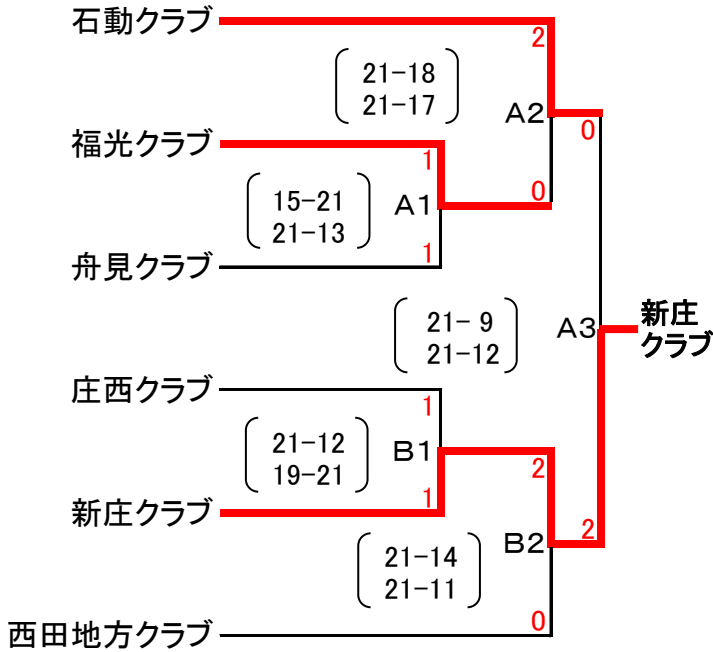 石動クラブ
2
21-18
21-17
A2
0
福光クラブ
1
15-21
21-13
A1
0
舟見クラブ
1
21- 9
21-12
A3
新庄
クラブ
庄西クラブ
1
21-12
19-21
B1
2
新庄クラブ
1
21-14
21-11
B2
2
西田地方クラブ
0